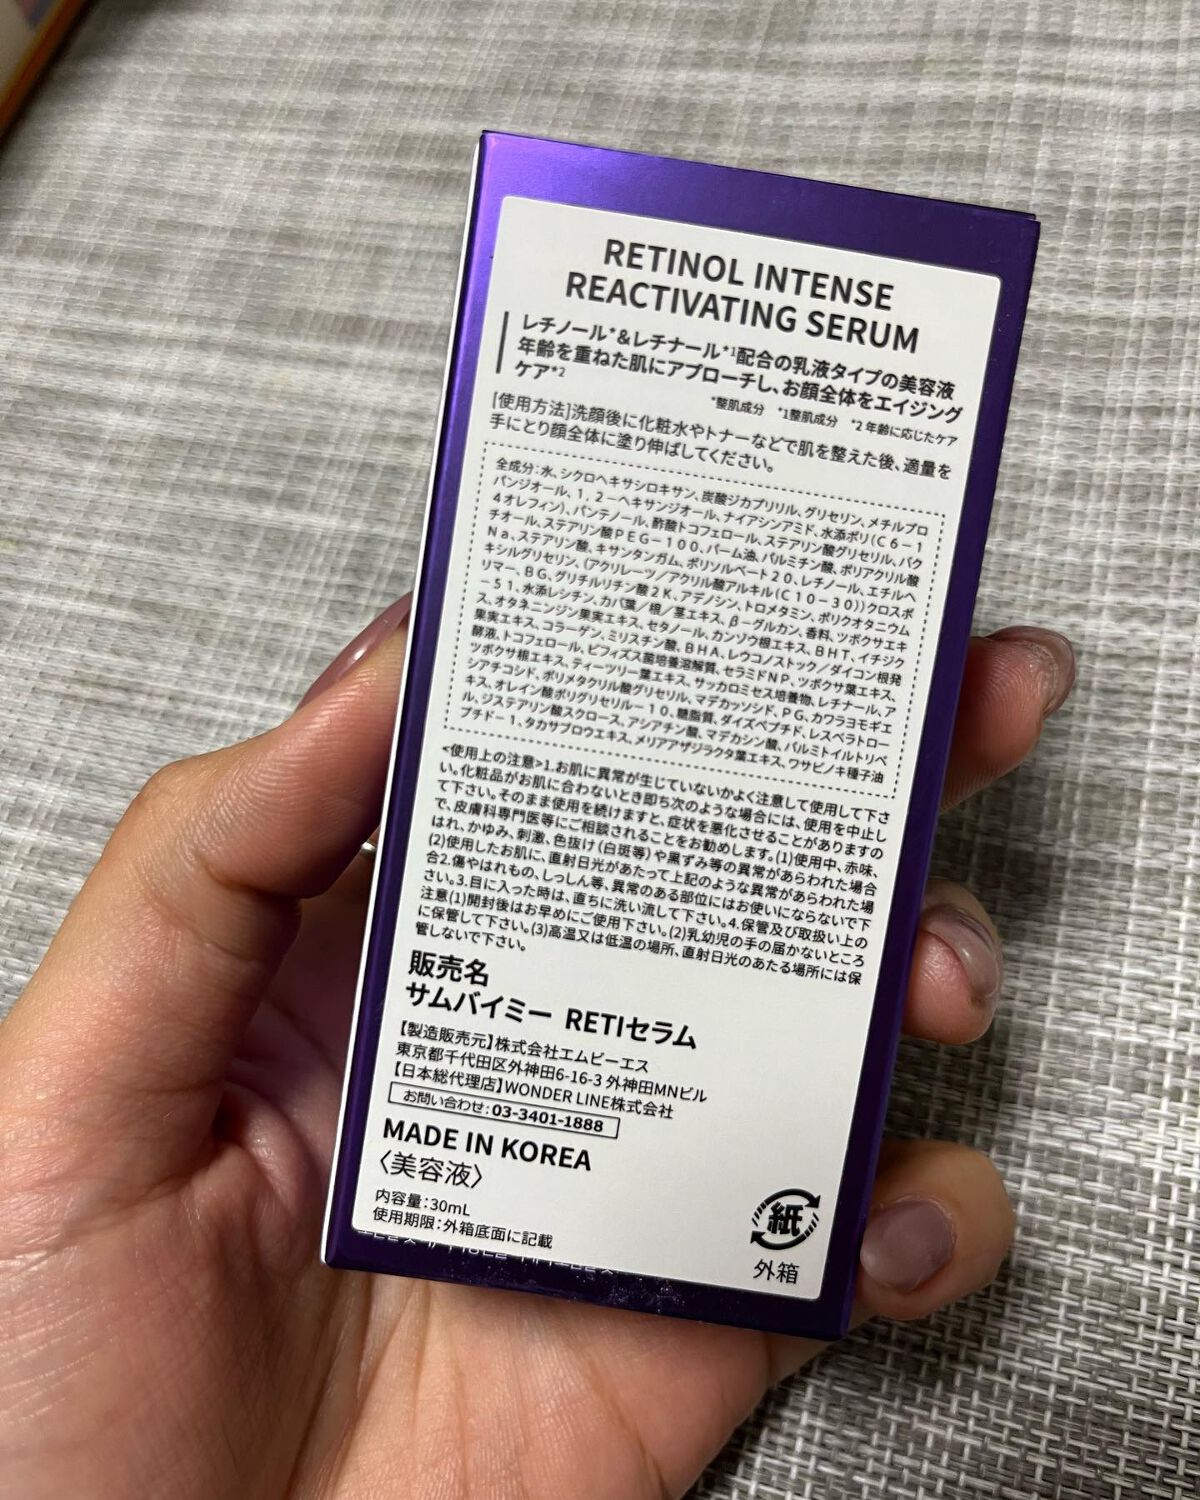 RETINOL INTENSE
REACTIVATING SERUM
レチノール*&レチナール*1配合の乳液タイプの美容液
年齢を重ねた肌にアプローチし、お顔全体をエイジング
ケア*2
*整肌成分 *1整肌成分 *2 年齢に応じたケア
[使用方法]洗顔後に化粧水やトナーなどで肌を整えた後、適量を
手にとり顔全体に塗り伸ばしてください。
全成分:水、シクロヘキサシロキサン、炭酸ジカプリリル、グリセリン、メチルプロ
パンジオール、1,2-ヘキサンジオール、ナイアシンアミド、水添ポリ(C6-1
4オレフィン)、パンテノール、酢酸トコフェロール、ステアリン酸グリセリル、バク
チオール、ステアリン酸PEG-100、パーム油、パルミチン酸、ポリアクリル酸
Na、ステアリン酸、キサンタンガム、ポリソルベート20、レチノール、エチルヘ
キシルグリセリン、(アクリレーツ/アクリル酸アルキル(C10-30))クロスポ
リマー、BG、グリチルリチン酸2K、アデノシン、トロメタミン、ポリクオタニウム
-51、水添レシチン、カバ葉/根/茎エキス、β-グルカン、香料、ツボクサエキ
ス、オタネニンジン果実エキス、セタノール、カンゾウ根エキス、BHT、イチジク
果実エキス、コラーゲン、ミリスチン酸、BHA、レウコノストック/ダイコン根発
酵液、トコフェロール、ビフィズス菌培養溶解質、セラミドNP、ツボクサ葉エキス、
ツボクサ根エキス、ティーツリー葉エキス、サッカロミセス培養物、レチナール、ア
シアチコシド、ポリメタクリル酸グリセリル、マデカッソシド、PG、カワラヨモギエ
キス、オレイン酸ポリグリセリル-10、糖脂質、ダイズペプチド、レスベラトロー
ル、ジステアリン酸スクロース、アシアチン酸、マデカシン酸、パルミトイルトリペ
プチド-1、タカサブロウエキス、メリアアザジラクタ葉エキス、ワサビノキ種子油
<使用上の注意>1.お肌に異常が生じていないかよく注意して使用して下さ
い。化粧品がお肌に合わないとき即ち次のような場合には、使用を中止し
て下さい。そのまま使用を続けますと、症状を悪化させることがありますの
で、皮膚科専門医等にご相談されることをお勧めします。(1)使用中、赤味、
はれ、かゆみ、刺激、色抜け(白斑等)や黒ずみ等の異常があらわれた場合
(2)使用したお肌に、直射日光があたって上記のような異常があらわれた場
合2.傷やはれもの、しっしん等、異常のある部位にはお使いにならないで下
さい。3.目に入った時は、直ちに洗い流して下さい。4.保管及び取扱い上の
注意(1)開封後はお早めにご使用下さい。(2)乳幼児の手の届かないところ
に保管して下さい。(3)高温又は低温の場所、直射日光のあたる場所には保
管しないで下さい。
販売名
サムバイミー RETIセラム
【製造販売元】株式会社エムビーエス
東京都千代田区外神田6-16-3 外神田MNビル
【日本総代理店】WONDER LINE株式会社
お問い合わせ:03-3401-1888
MADE IN KOREA
〈美容液〉
内容量:30mL
使用期限:外箱底面に記載
紙
外箱